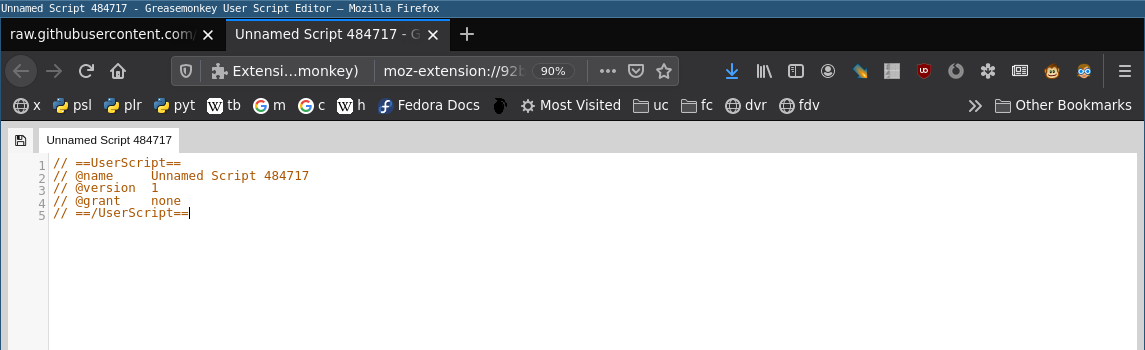 Unnamed Script 484717 - Greasemonkey User Script Editor — Mozilla Firefox
raw.githubusercontent.com Unnamed Script 484717 - G
Extensi...monkey) moz-extension://92b 90%
x psl plr pyt W tb G m G c W h Fedora Docs Most Visited uc fc dvr fdv Other Bookmarks
Unnamed Script 484717
1 // ==UserScript==
2 // @name     Unnamed Script 484717
3 // @version  1
4 // @grant    none
5 // ==/UserScript==